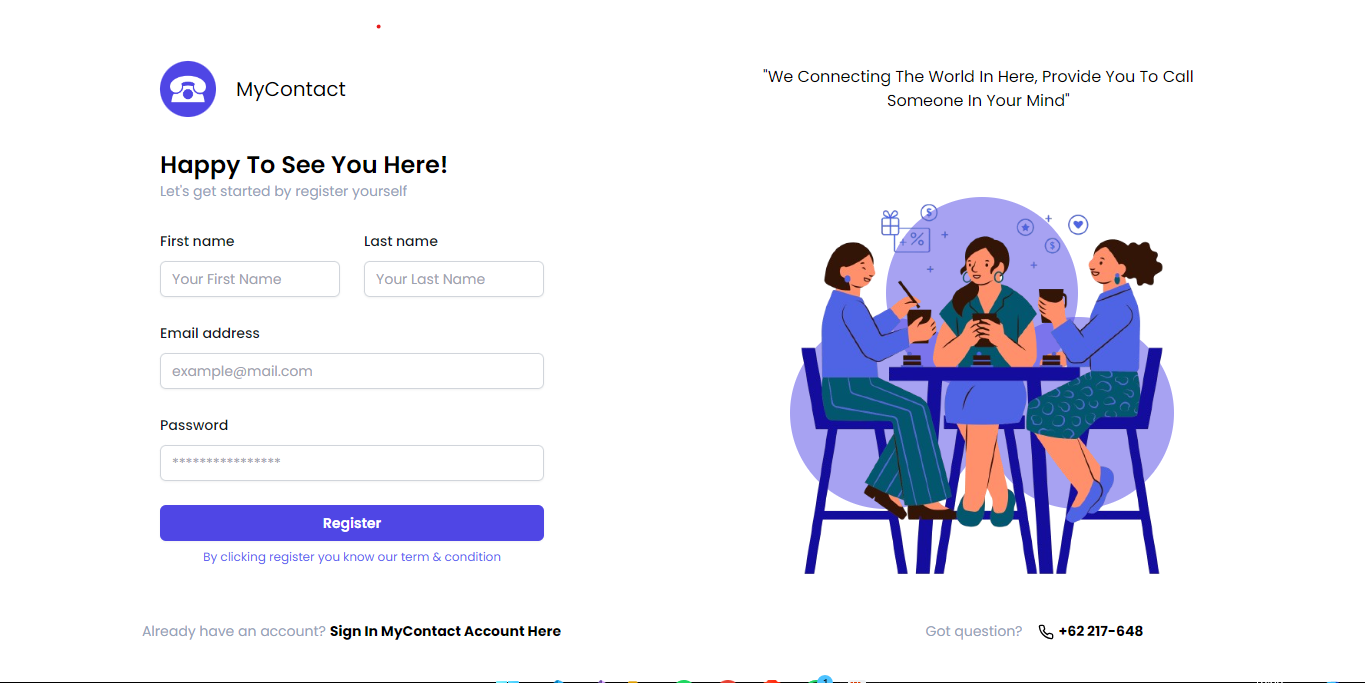 MyContact
Happy To See You Here!
Let's get started by register yourself
First name
Last name
Your First Name
Your Last Name
Email address
example@mail.com
Password
****************
Register
By clicking register you know our term & condition
Already have an account? Sign In MyContact Account Here
"We Connecting The World In Here, Provide You To Call
Someone In Your Mind"
$
%
$
Got question? +62 217-648